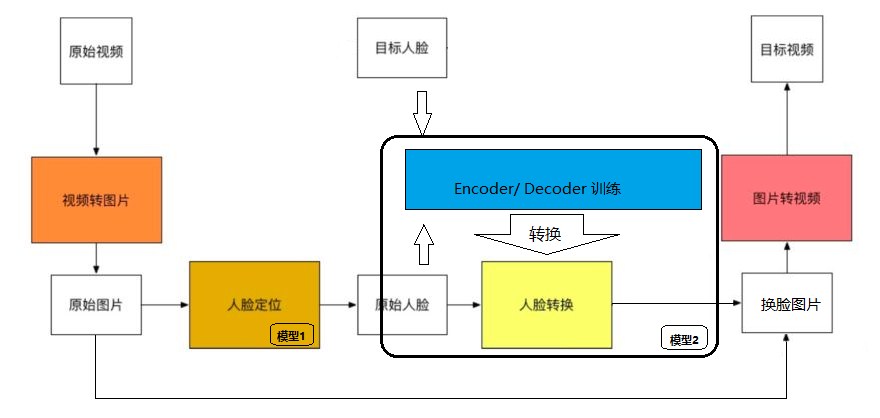 原始视频
目标人脸
目标视频
Encoder/ Decoder 训练
视频转图片
图片转视频
转换
原始图片
人脸定位
原始人脸
人脸转换
换脸图片
模型1
模型2